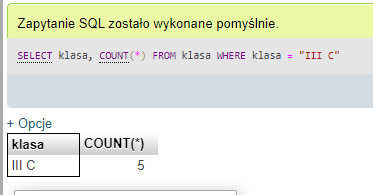 Zapytanie SQL zostało wykonane pomyślnie.
SELECT klasa, COUNT(*) FROM klasa WHERE klasa = "III C"
+ Opcje
klasa COUNT(*)
III C 5